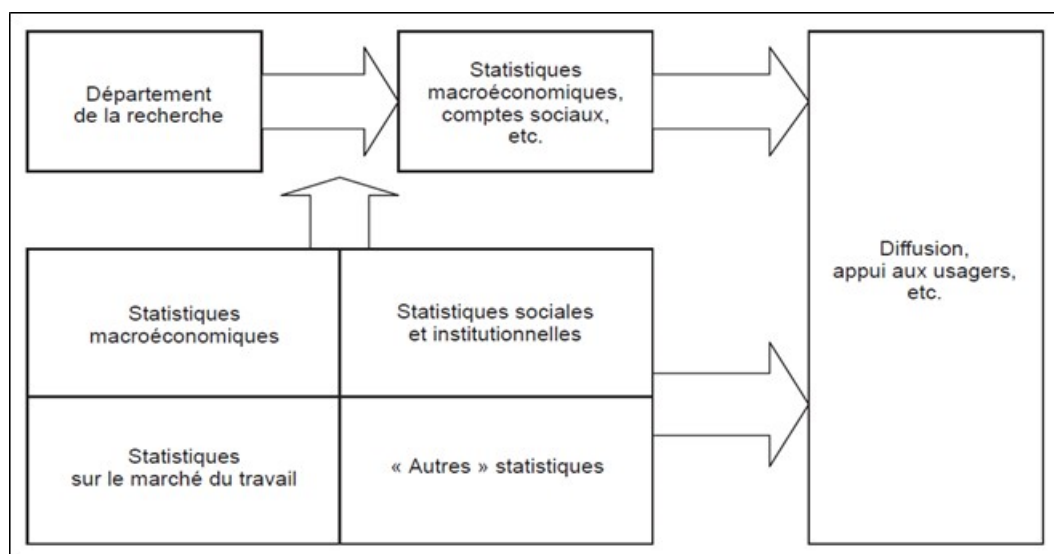 Département
de la recherche
Statistiques
macroéconomiques,
comptes sociaux,
etc.
Diffusion,
appui aux usagers,
etc.
Statistiques
macroéconomiques
Statistiques sociales
et institutionnelles
Statistiques
sur le marché du travail
« Autres » statistiques